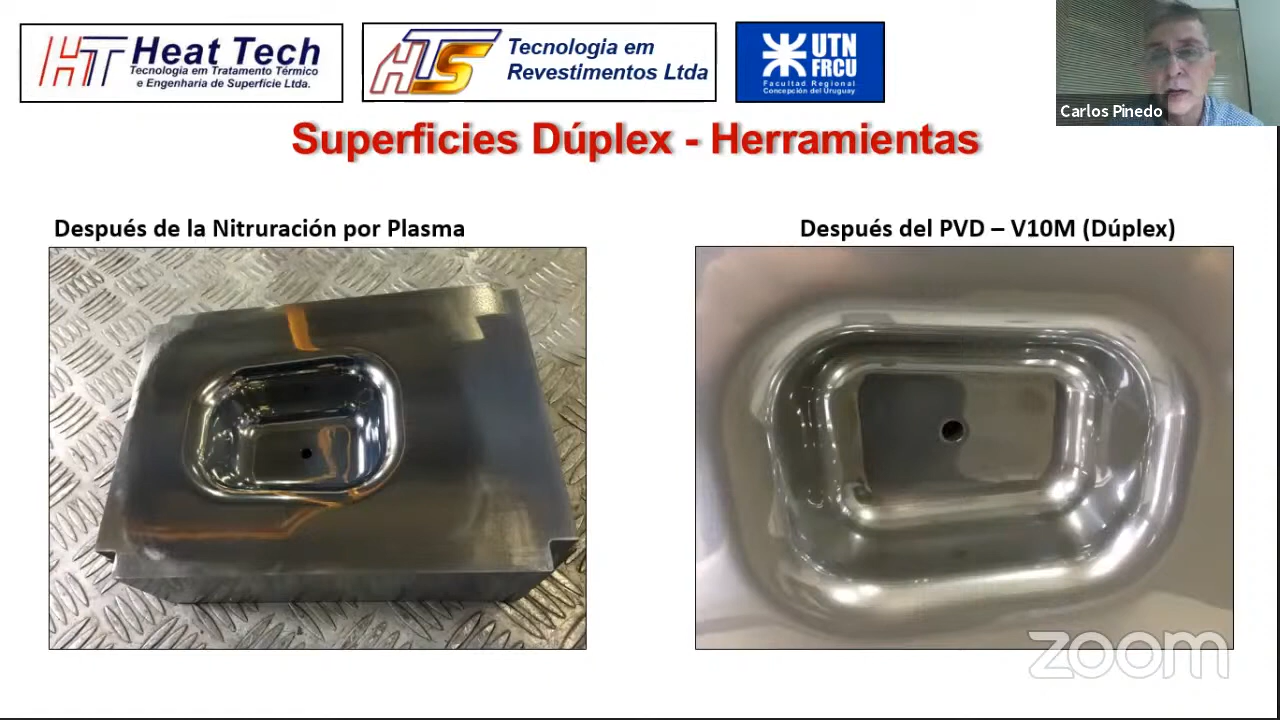 HT Heat Tech
Tecnologia em Tratamento Térmico
e Engenharia de Superfície Ltda.
HTS Tecnologia em
Revestimentos Ltda
UTN
FRCU
Facultad Regional
Concepción del Uruguay
Carlos Pinedo
Superficies Dúplex - Herramientas
Después de la Nitruración por Plasma
Después del PVD – V10M (Dúplex)
zoom